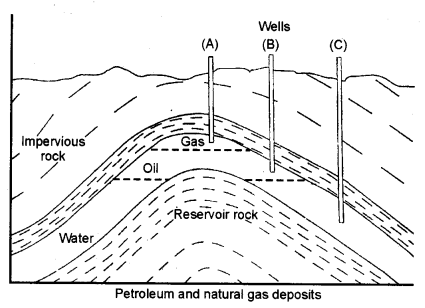 Wells
(A)
(B)
(C)
Impervious
rock
Gas
Oil
Reservoir rock
Water
Petroleum and natural gas deposits